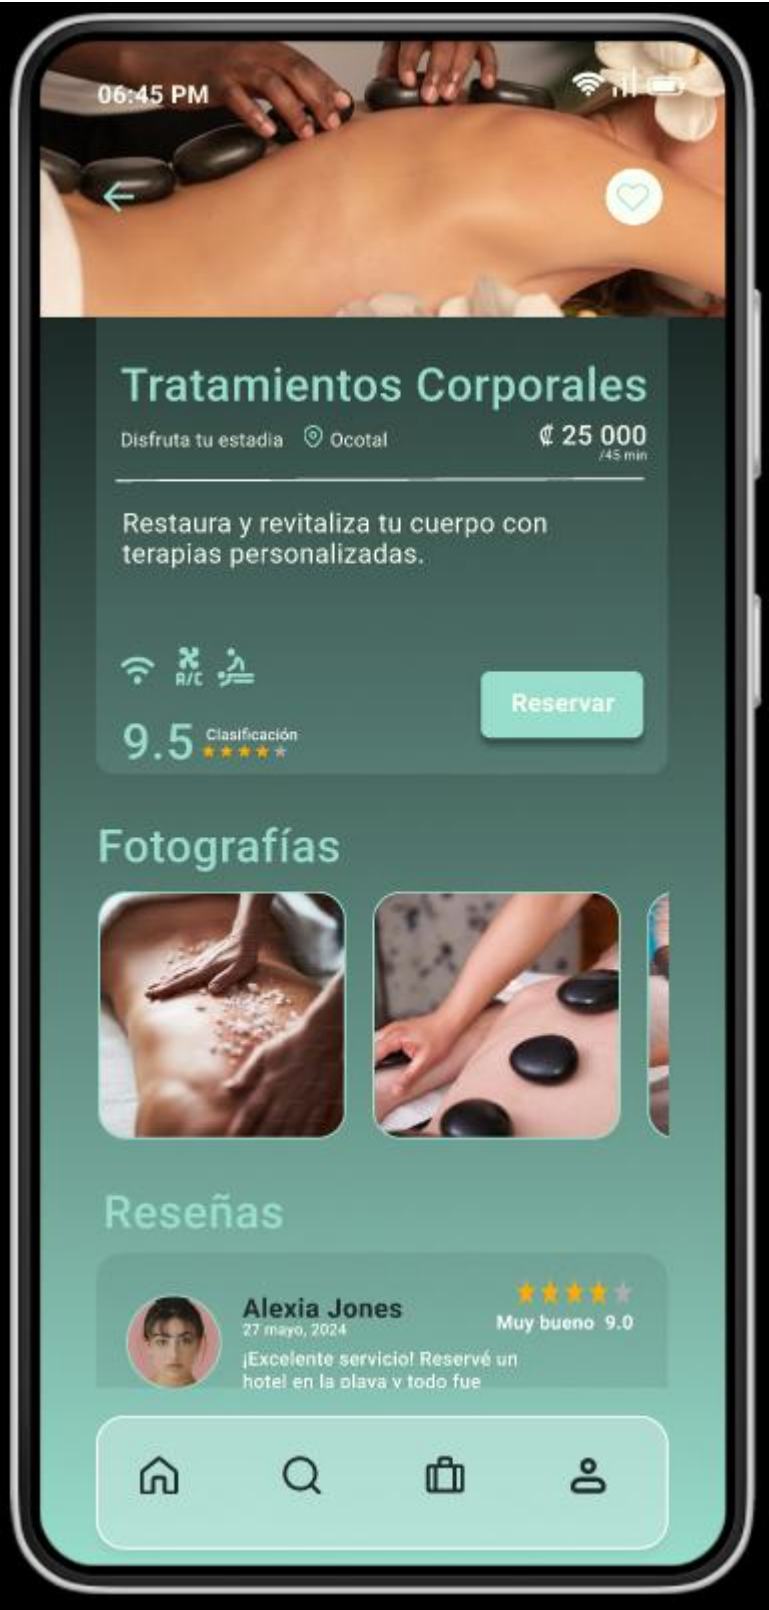 06:45 PM
Tratamientos Corporales
Disfruta tu estadia
Ocotal
₡ 25 000
/45 min
Restaura y revitaliza tu cuerpo con
terapias personalizadas.
A/C
Reservar
9.5
Clasificación
Fotografías
Reseñas
Alexia Jones
27 mayo, 2024
Muy bueno 9.0
¡Excelente servicio! Reservé un
hotel en la playa y todo fue